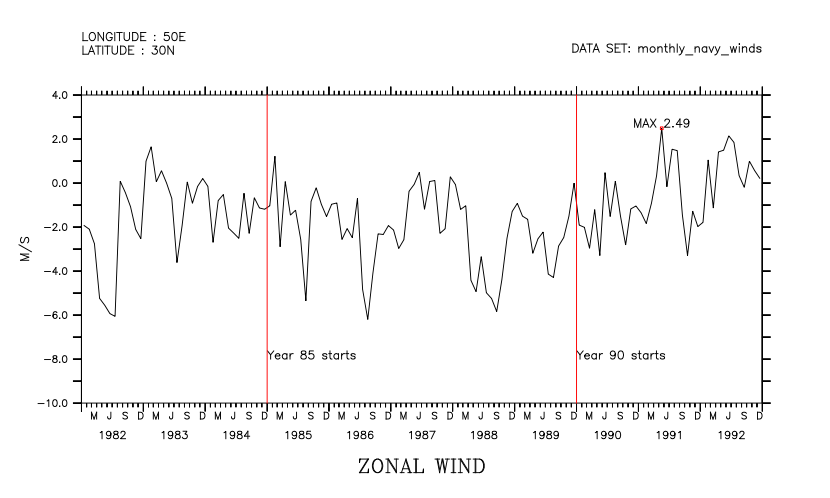 LONGITUDE : 50E
LATITUDE : 30N
DATA SET: monthly_navy_winds
4.0
2.0
0.0
-2.0
-4.0
-6.0
-8.0
-10.0
M/S
MAX 2.49
Year 85 starts
Year 90 starts
M J S D M J S D M J S D M J S D M J S D M J S D M J S D M J S D M J S D M J S D M J S D
1982 1983 1984 1985 1986 1987 1988 1989 1990 1991 1992
ZONAL WIND